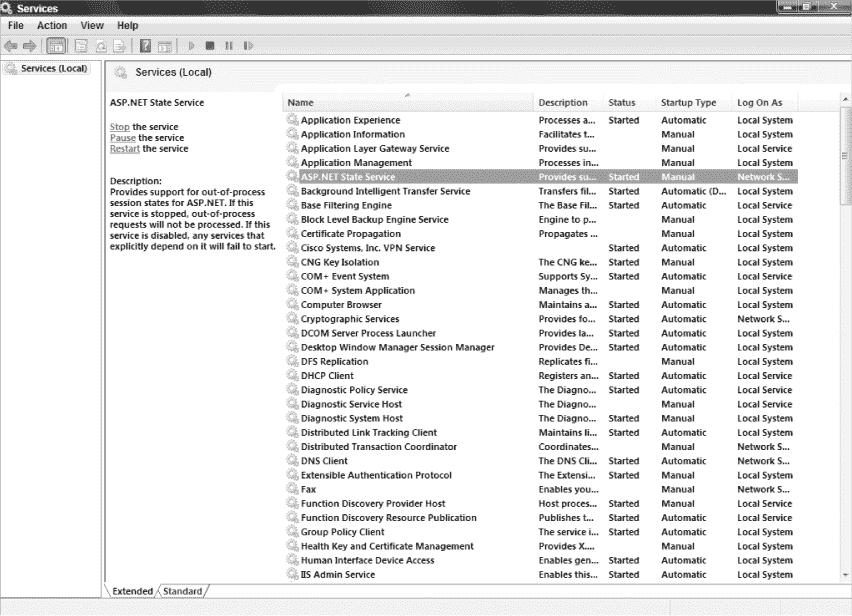 Services
File Action View Help
Services (Local)
Services (Local)
ASP.NET State Service
Stop the service
Pause the service
Restart the service
Description:
Provides support for out-of-process
session states for ASP.NET. If this
service is stopped, out-of-process
requests will not be processed. If this
service is disabled, any services that
explicitly depend on it will fail to start.
Name Description Status Startup Type Log On As
Application Experience Processes a... Started Automatic Local System
Application Information Facilitates t... Manual Local System
Application Layer Gateway Service Provides su... Manual Local Service
Application Management Processes in... Manual Local System
ASP.NET State Service Provides su... Started Manual Network S...
Background Intelligent Transfer Service Transfers fil... Started Automatic (D... Local System
Base Filtering Engine The Base Fil... Started Automatic Local Service
Block Level Backup Engine Service Engine to p... Manual Local System
Certificate Propagation Propagates ... Manual Local System
Cisco Systems, Inc. VPN Service Started Automatic Local System
CNG Key Isolation The CNG ke... Started Manual Local System
COM+ Event System Supports Sy... Started Automatic Local Service
COM+ System Application Manages th... Manual Local System
Computer Browser Maintains a... Started Automatic Local System
Cryptographic Services Provides fo... Started Automatic Network S...
DCOM Server Process Launcher Provides la... Started Automatic Local System
Desktop Window Manager Session Manager Provides De... Started Automatic Local System
DFS Replication Replicates fi... Manual Local System
DHCP Client Registers an... Started Automatic Local Service
Diagnostic Policy Service The Diagno... Started Automatic Local Service
Diagnostic Service Host The Diagno... Manual Local Service
Diagnostic System Host The Diagno... Started Manual Local System
Distributed Link Tracking Client Maintains li... Started Automatic Local System
Distributed Transaction Coordinator Coordinates... Manual Network S...
DNS Client The DNS Cli... Started Automatic Network S...
Extensible Authentication Protocol The Extensi... Started Manual Local System
Fax Enables you... Manual Network S...
Function Discovery Provider Host Host proces... Started Manual Local Service
Function Discovery Resource Publication Publishes t... Started Automatic Local Service
Group Policy Client The service i... Started Automatic Local System
Health Key and Certificate Management Provides X.... Manual Local System
Human Interface Device Access Enables gen... Started Automatic Local System
IIS Admin Service Enables this... Started Automatic Local System
Extended Standard